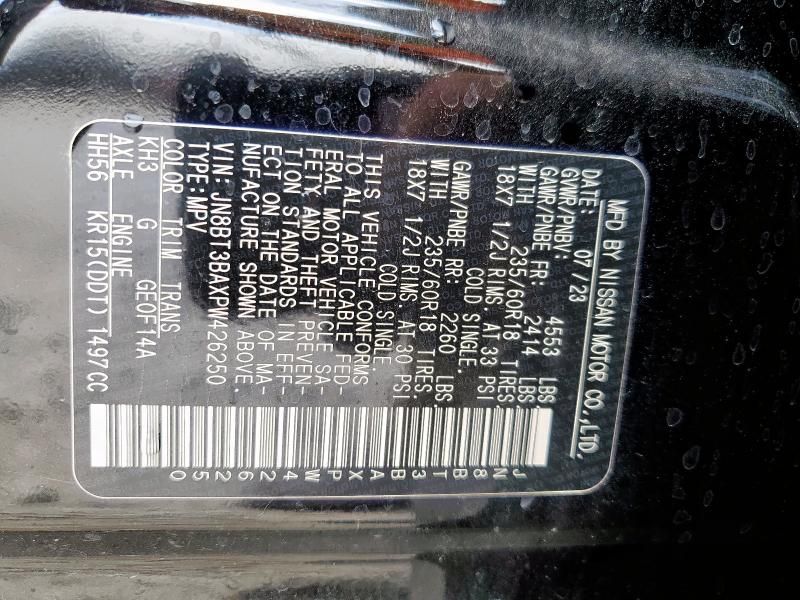 MFD BY NISSAN MOTOR CO.,LTD.
DATE: 07/23
GVWR/PNBV: 4553 LBS.
GAWR/PNBE FR: 2414 LBS.
WITH 235/60R18 TIRES.
18X7 1/2J RIMS. AT 33 PSI
COLD SINGLE.
GAWR/PNBE RR: 2260 LBS.
WITH 235/60R18 TIRES.
18X7 1/2J RIMS. AT 30 PSI
COLD SINGLE.
THIS VEHICLE CONFORMS
TO ALL APPLICABLE FED-
ERAL MOTOR VEHICLE SA-
FETY AND THEFT PREVEN-
TION STANDARDS IN EFF-
ECT ON THE DATE OF MA-
NUFACTURE SHOWN ABOVE.
VIN: JN8BT3BAXPW426250
TYPE: MPV
COLOR TRIM TRANS
KH3 G GE0F14A
AXLE ENGINE
HH56 KR15(DDT) 1497CC
JN8BT3BAXPW426250